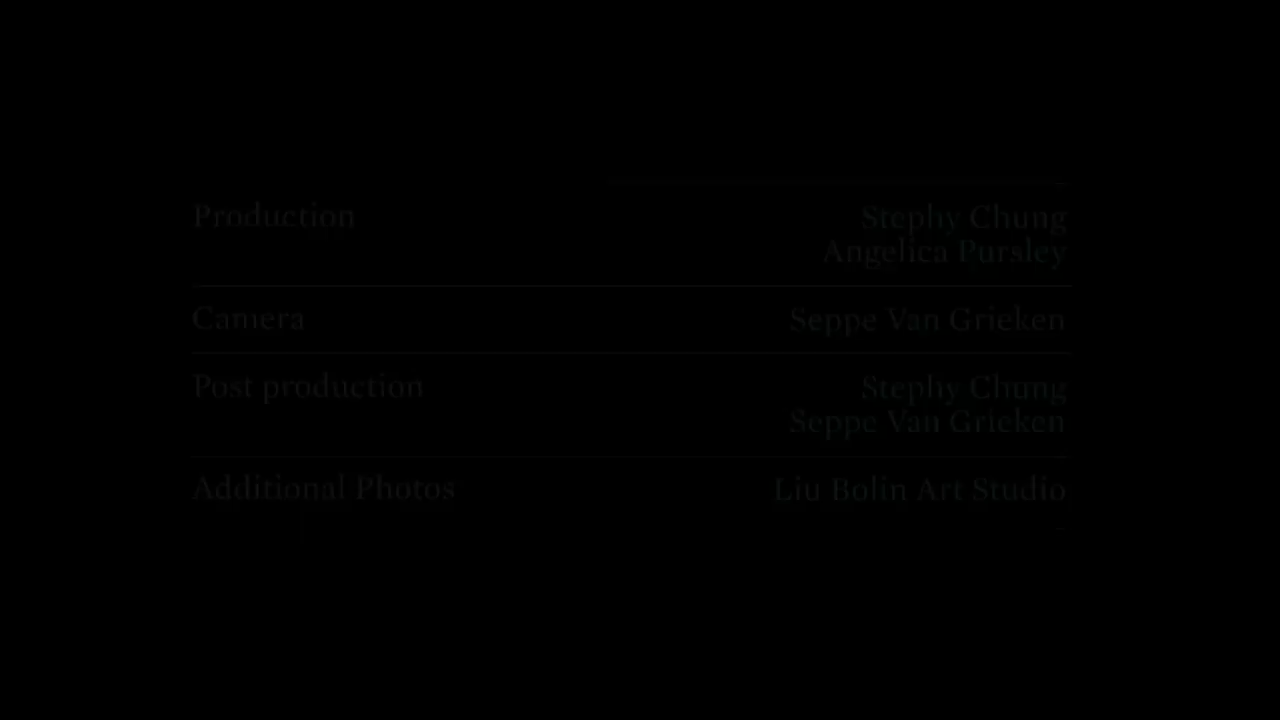 Production Stephy Chung
Angelica Pursley
Camera Seppe Van Grieken
Post production Stephy Chung
Seppe Van Grieken
Additional Photos Liu Bolin Art Studio